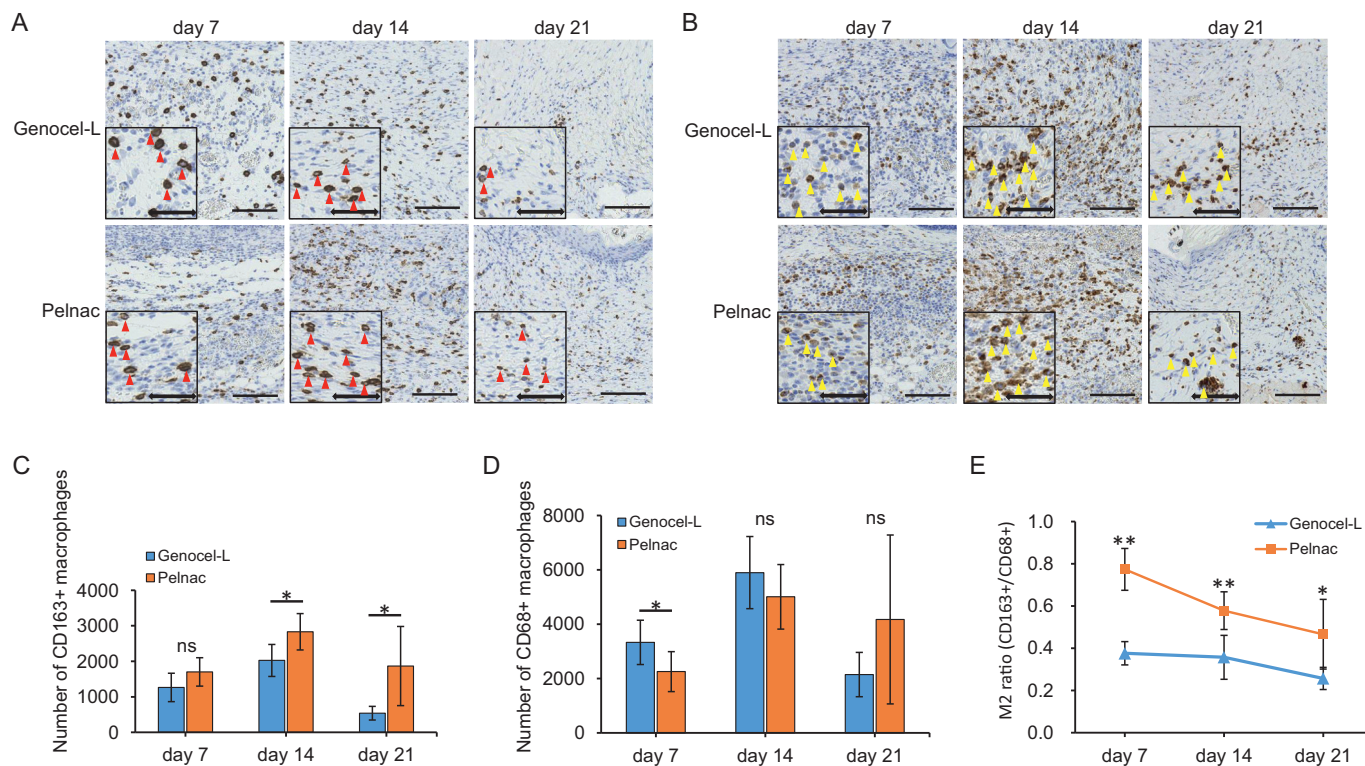 A
day 7 day 14 day 21
Genocel-L
Pelnac
B
day 7 day 14 day 21
Genocel-L
Pelnac
C
Number of CD163+ macrophages
Genocel-L
Pelnac
4000
3000
2000
1000
0
ns
*
*
day 7 day 14 day 21
D
Number of CD68+ macrophages
Genocel-L
Pelnac
8000
6000
4000
2000
0
*
ns
ns
day 7 day 14 day 21
E
M2 ratio (CD163+/CD68+)
Genocel-L
Pelnac
1.0
0.8
0.6
0.4
0.2
0.0
**
**
*
day 7 day 14 day 21